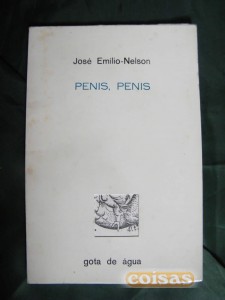 José Emílio-Nelson
PENIS, PENIS
gota de água
coisas